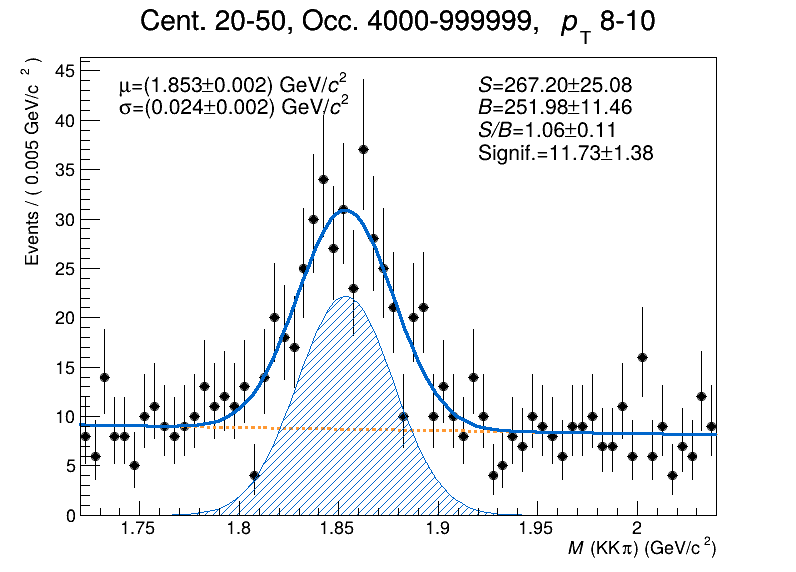 Cent. 20-50, Occ. 4000-999999, p_T 8-10
Events / ( 0.005 GeV/c² )
μ=(1.853±0.002) GeV/c²
σ=(0.024±0.002) GeV/c²
S=267.20±25.08
B=251.98±11.46
S/B=1.06±0.11
Signif.=11.73±1.38
45
40
35
30
25
20
15
10
5
0
1.75 1.8 1.85 1.9 1.95 2
M (KKπ) (GeV/c²)